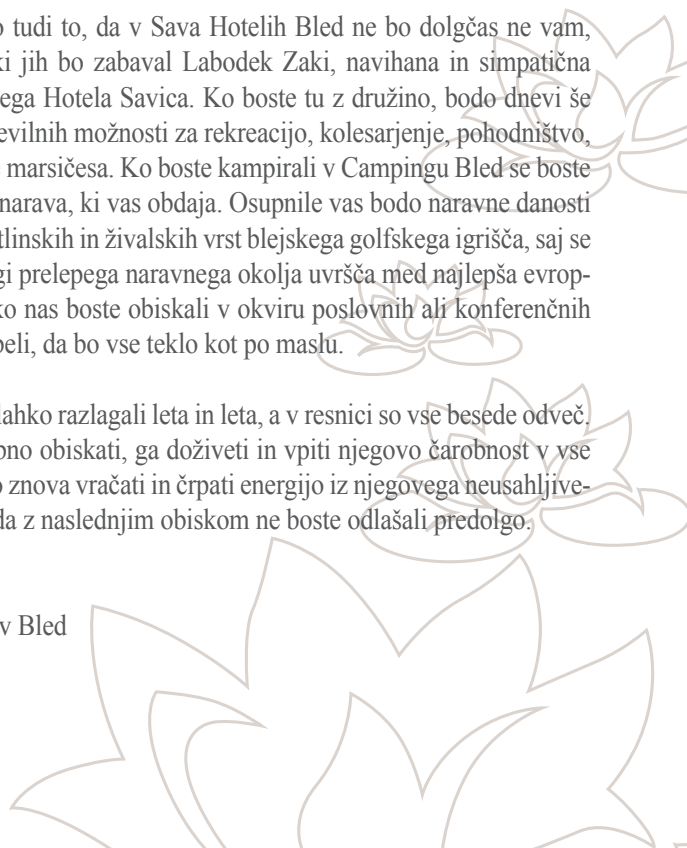 tudi to, da v Sava Hotelih Bled ne bo dolgčas ne vam,
ki jih bo zabaval Labodek Zaki, navihana in simpatična
ega Hotela Savica. Ko boste tu z družino, bodo dnevi še
evilnih možnosti za rekreacijo, kolesarjenje, pohodništvo,
marsičesa. Ko boste kampirali v Campingu Bled se boste
narava, ki vas obdaja. Osupnile vas bodo naravne danosti
tlinskih in živalskih vrst blejskega golfskega igrišča, saj se
gi prelepega naravnega okolja uvršča med najlepša evrop-
ko nas boste obiskali v okviru poslovnih ali konferenčnih
beli, da bo vse teklo kot po maslu.
lahko razlagali leta in leta, a v resnici so vse besede odveč.
bno obiskati, ga doživeti in vpiti njegovo čarobnost v vse
znova vračati in črpati energijo iz njegovega neusahljive-
da z naslednjim obiskom ne boste odlašali predolgo.
v Bled